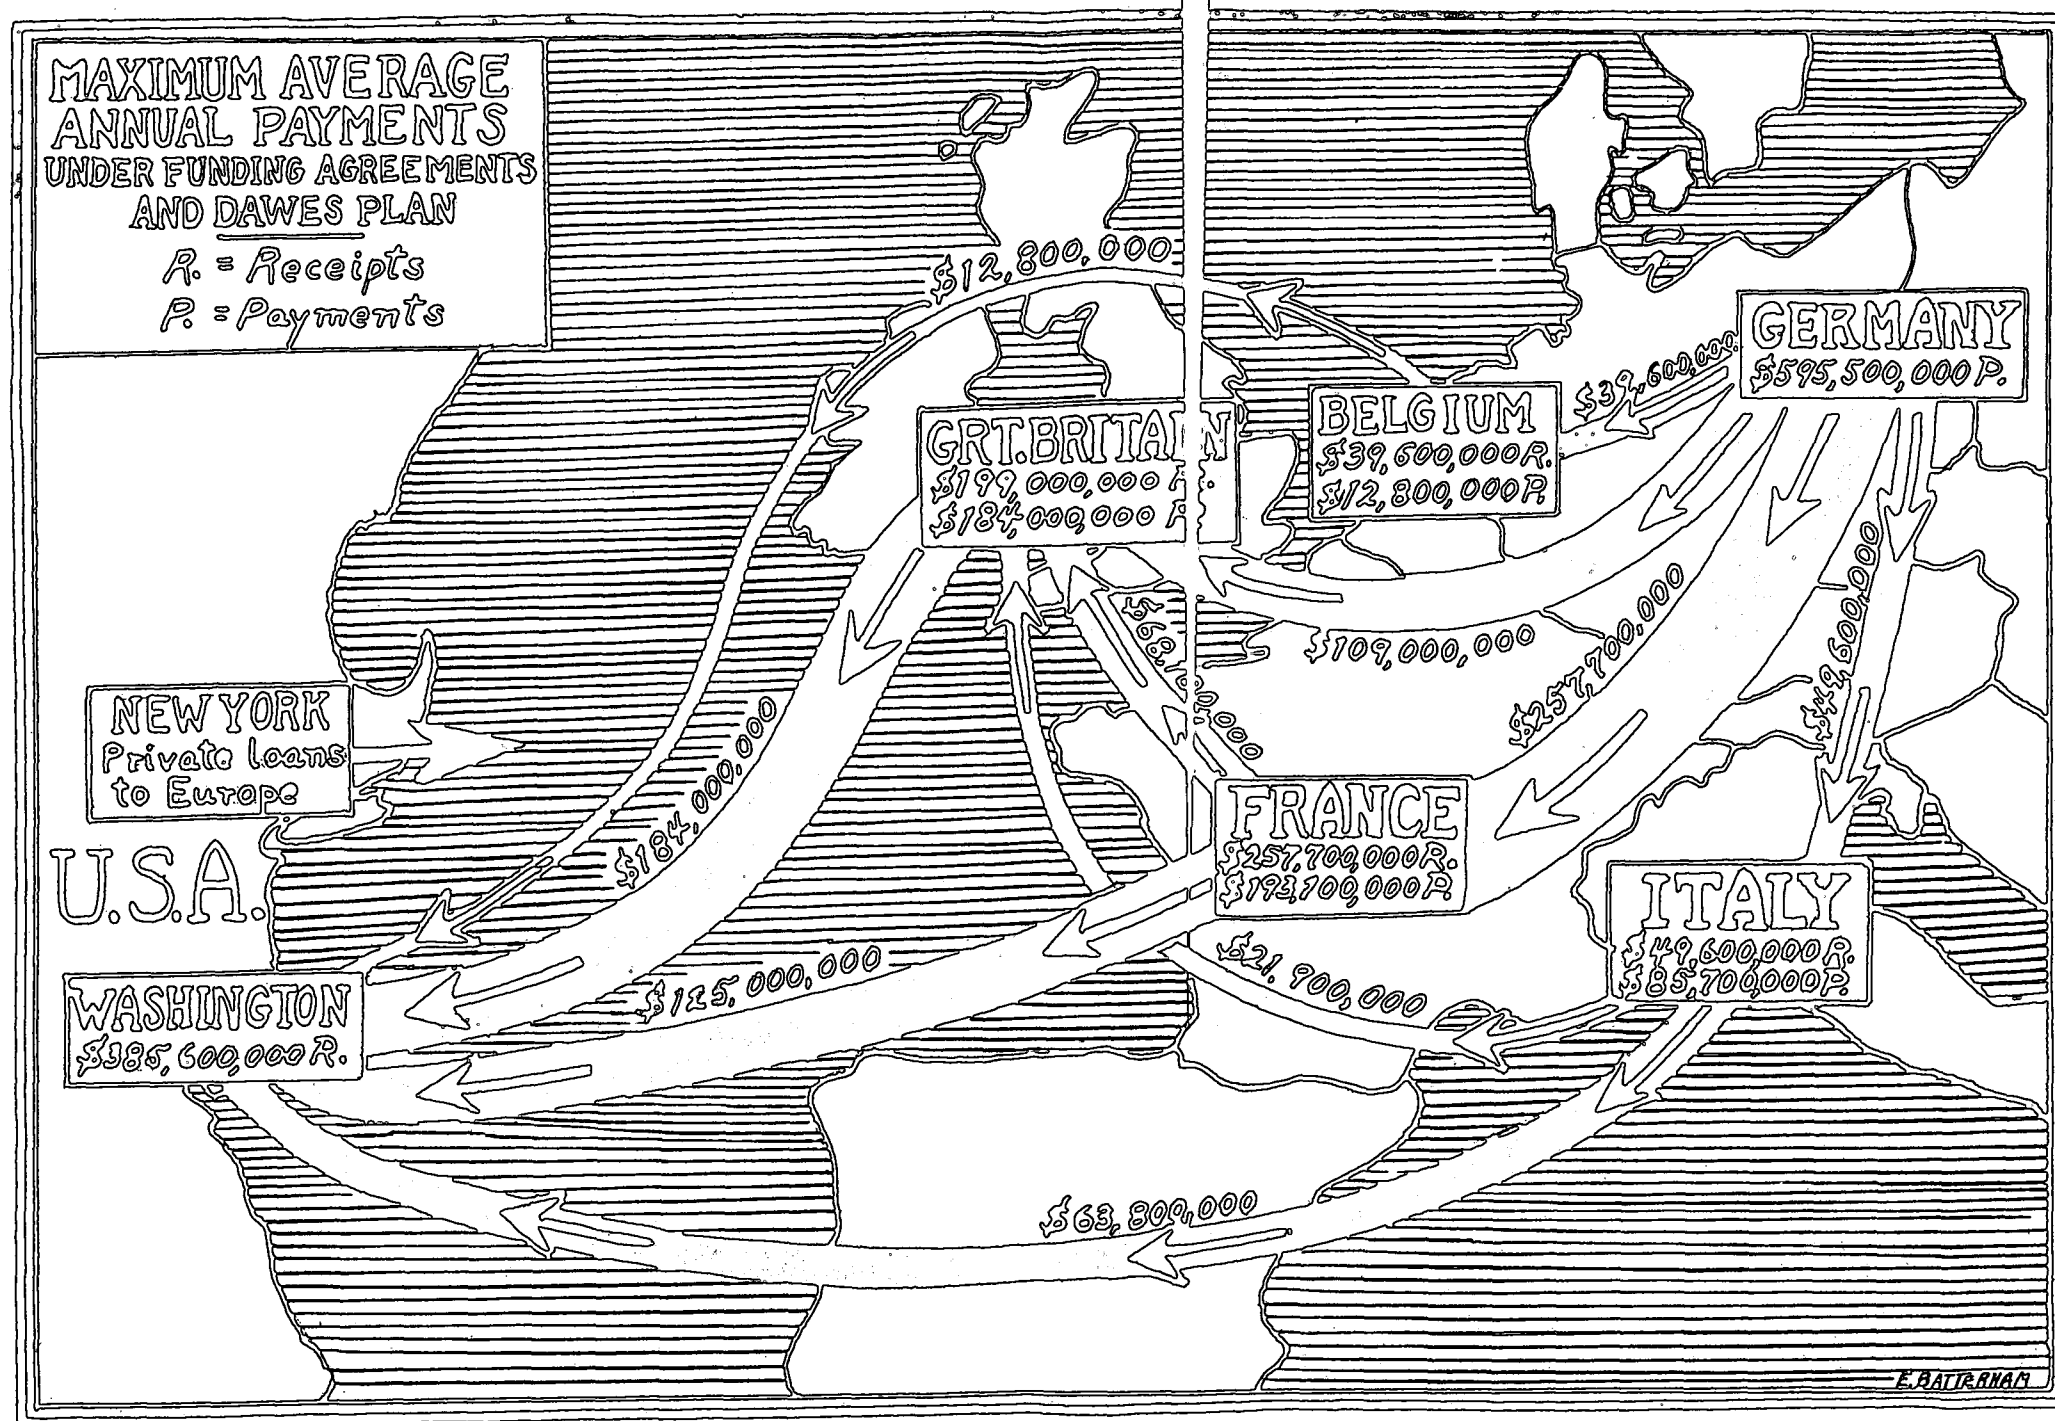 MAXIMUM AVERAGE
ANNUAL PAYMENTS
UNDER FUNDING AGREEMENTS
AND DAWES PLAN
R. = Receipts
P. = Payments
$12,800,000
GERMANY
$595,500,000 P.
$39,600,000
BELGIUM
$39,600,000 R.
$12,800,000 P.
GRT. BRITAIN
$199,000,000 R.
$184,000,000 P.
$109,000,000
$257,700,000
$49,600,000
NEW YORK
Private loans
to Europe
U.S.A.
$184,000,000
FRANCE
$257,700,000 R.
$193,100,000 P.
ITALY
$49,600,000 R.
$85,700,000 P.
$21,900,000
$125,000,000
WASHINGTON
$385,600,000 R.
$63,800,000
E. BATTERHAM